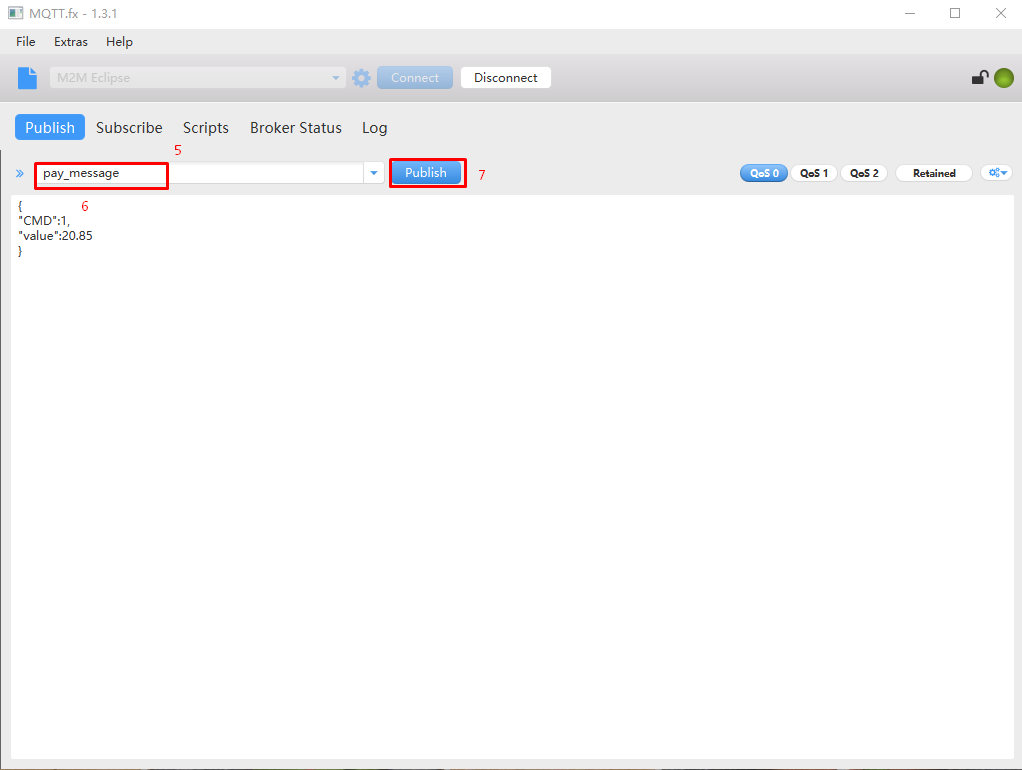 MQTT.fx - 1.3.1
File Extras Help
M2M Eclipse Connect Disconnect
Publish Subscribe Scripts Broker Status Log
5
pay_message Publish 7 QoS 0 QoS 1 QoS 2 Retained
{ 6
"CMD":1,
"value":20.85
}